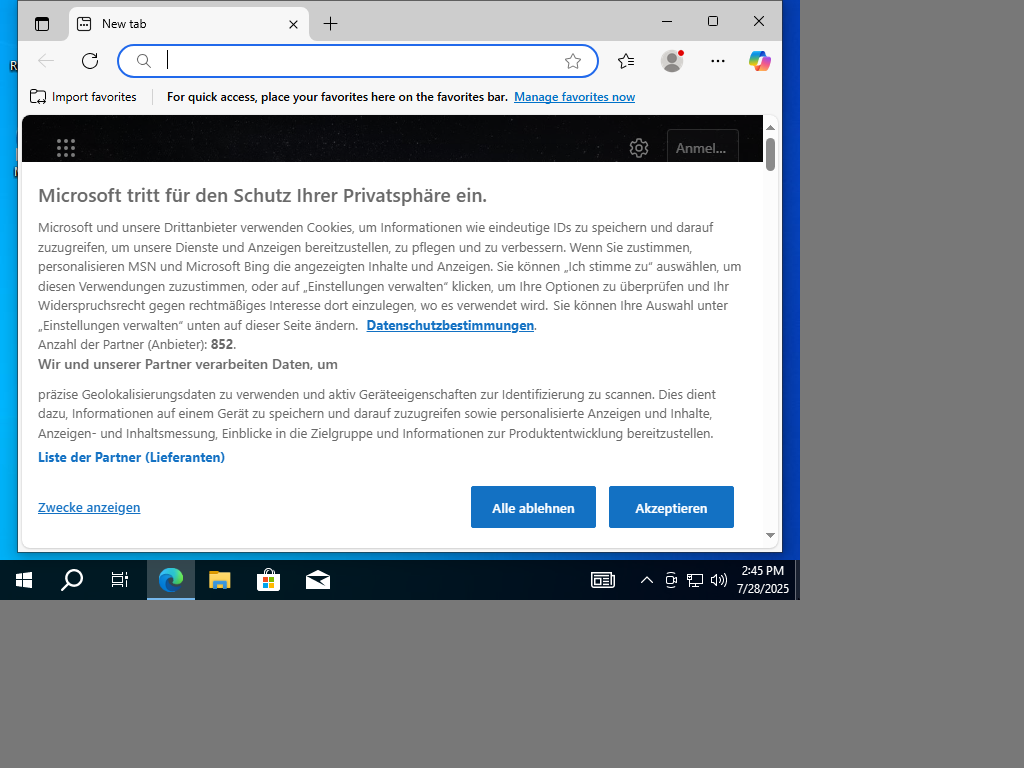 New tab
Import favorites
For quick access, place your favorites here on the favorites bar. Manage favorites now
Anmel...
Microsoft tritt für den Schutz Ihrer Privatsphäre ein.
Microsoft und unsere Drittanbieter verwenden Cookies, um Informationen wie eindeutige IDs zu speichern und darauf
zuzugreifen, um unsere Dienste und Anzeigen bereitzustellen, zu pflegen und zu verbessern. Wenn Sie zustimmen,
personalisieren MSN und Microsoft Bing die angezeigten Inhalte und Anzeigen. Sie können „Ich stimme zu“ auswählen, um
diesen Verwendungen zuzustimmen, oder auf „Einstellungen verwalten“ klicken, um Ihre Optionen zu überprüfen und Ihr
Widerspruchsrecht gegen rechtmäßiges Interesse dort einzulegen, wo es verwendet wird. Sie können Ihre Auswahl unter
„Einstellungen verwalten“ unten auf dieser Seite ändern. Datenschutzbestimmungen.
Anzahl der Partner (Anbieter): 852.
Wir und unserer Partner verarbeiten Daten, um
präzise Geolokalisierungsdaten zu verwenden und aktiv Geräteeigenschaften zur Identifizierung zu scannen. Dies dient
dazu, Informationen auf einem Gerät zu speichern und darauf zuzugreifen sowie personalisierte Anzeigen und Inhalte,
Anzeigen- und Inhaltsmessung, Einblicke in die Zielgruppe und Informationen zur Produktentwicklung bereitzustellen.
Liste der Partner (Lieferanten)
Zwecke anzeigen
Alle ablehnen
Akzeptieren
2:45 PM
7/28/2025